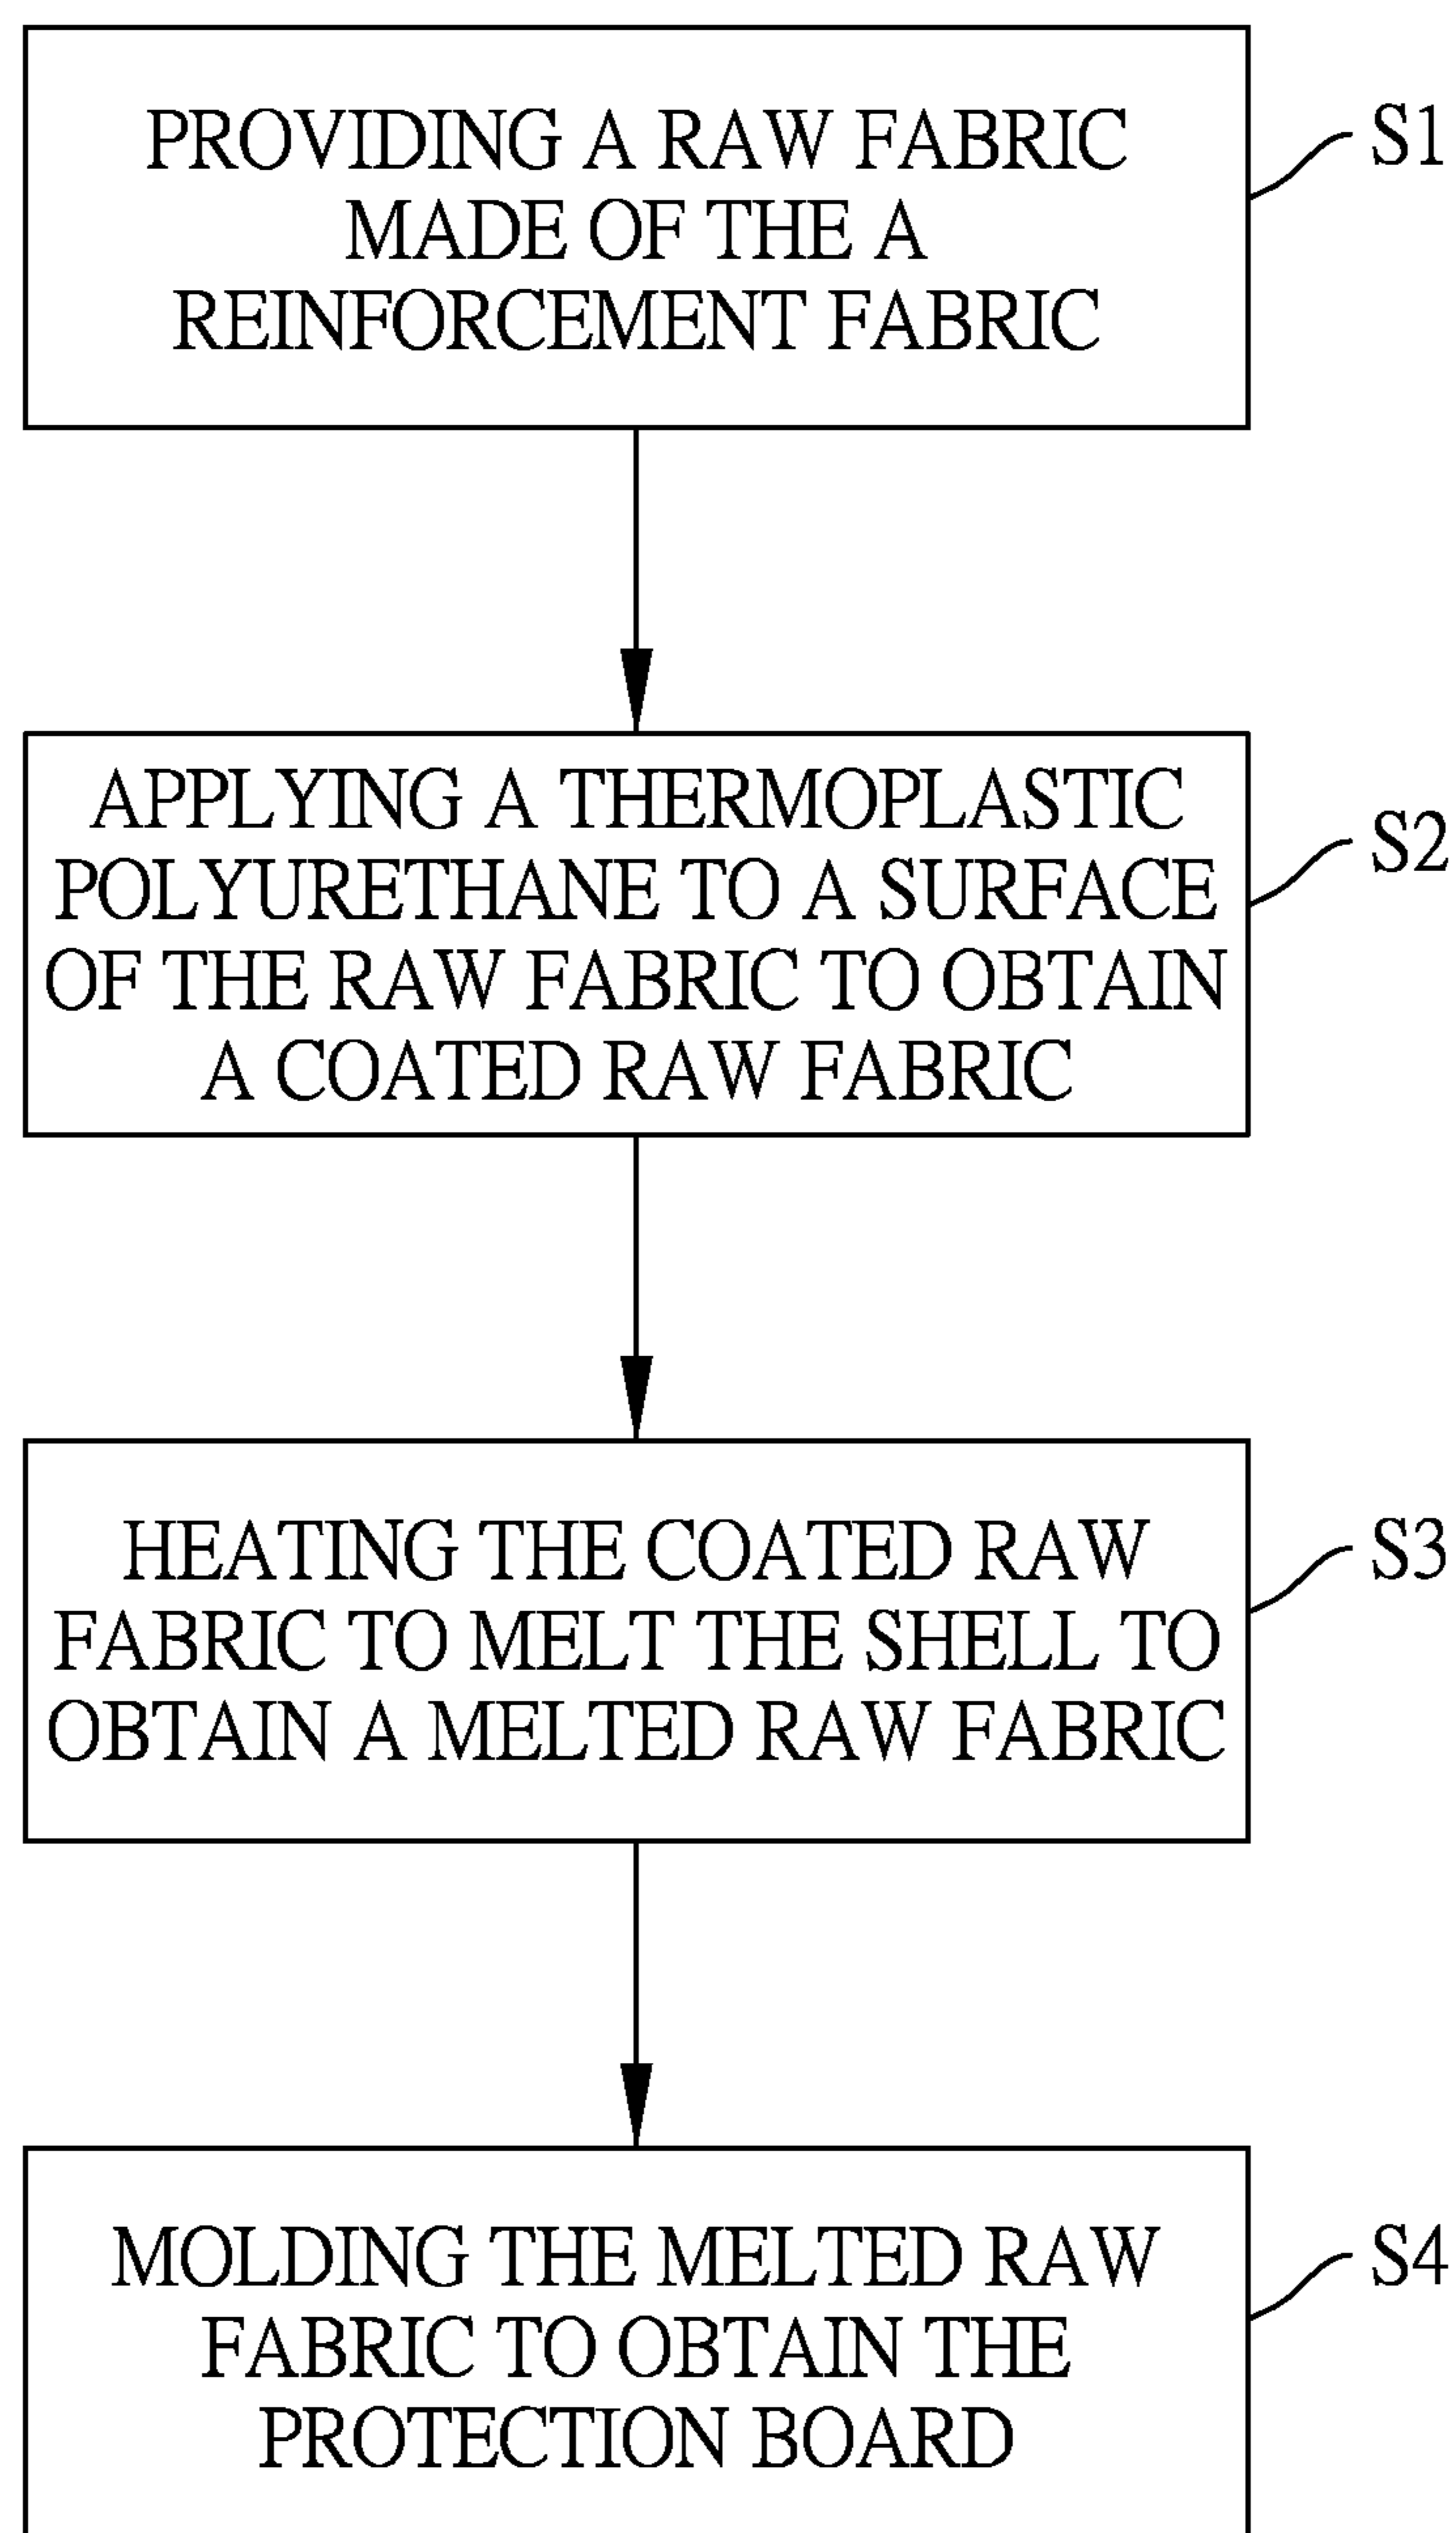 PROVIDING A RAW FABRIC
MADE OF THE A
REINFORCEMENT FABRIC
S1
APPLYING A THERMOPLASTIC
POLYURETHANE TO A SURFACE
OF THE RAW FABRIC TO OBTAIN
A COATED RAW FABRIC
S2
HEATING THE COATED RAW
FABRIC TO MELT THE SHELL TO
OBTAIN A MELTED RAW FABRIC
S3
MOLDING THE MELTED RAW
FABRIC TO OBTAIN THE
PROTECTION BOARD
S4